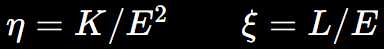 η = K/E² ξ = L/E